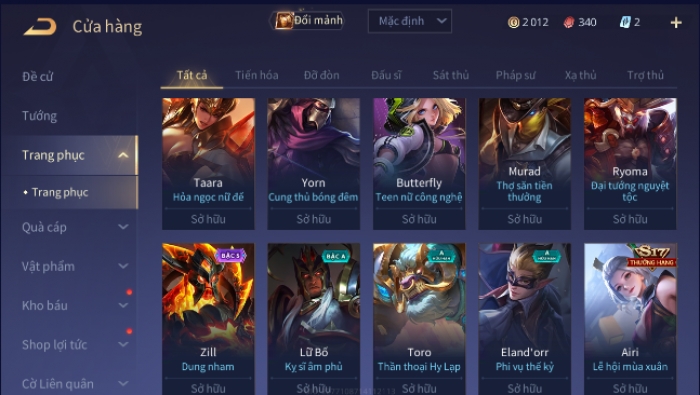 Cửa hàng
Đổi mảnh
Mặc định
2 012
340
2
Đề cử
Tướng
Trang phục
Trang phục
Quà cáp
Vật phẩm
Kho báu
Shop lợi tức
Cờ Liên quân
Tất cả
Tiến hóa
Đỡ đòn
Đấu sĩ
Sát thủ
Pháp sư
Xạ thủ
Trợ thủ
Taara
Hỏa ngọc nữ đế
Sở hữu
Yorn
Cung thủ bóng đêm
Sở hữu
Butterfly
Teen nữ công nghệ
Sở hữu
Murad
Thợ săn tiền
thưởng
Sở hữu
Ryoma
Đại tướng nguyệt
tộc
Sở hữu
BẬC S
Zill
Dung nham
Sở hữu
BẬC A
Lữ Bố
Kỵ sĩ âm phủ
Sở hữu
A
Toro
Thần thoại Hy Lạp
Sở hữu
A
Eland'orr
Phi vụ thế kỷ
Sở hữu
S17
THƯỞNG HẠNG
Airi
Lễ hội mùa xuân
Sở hữu